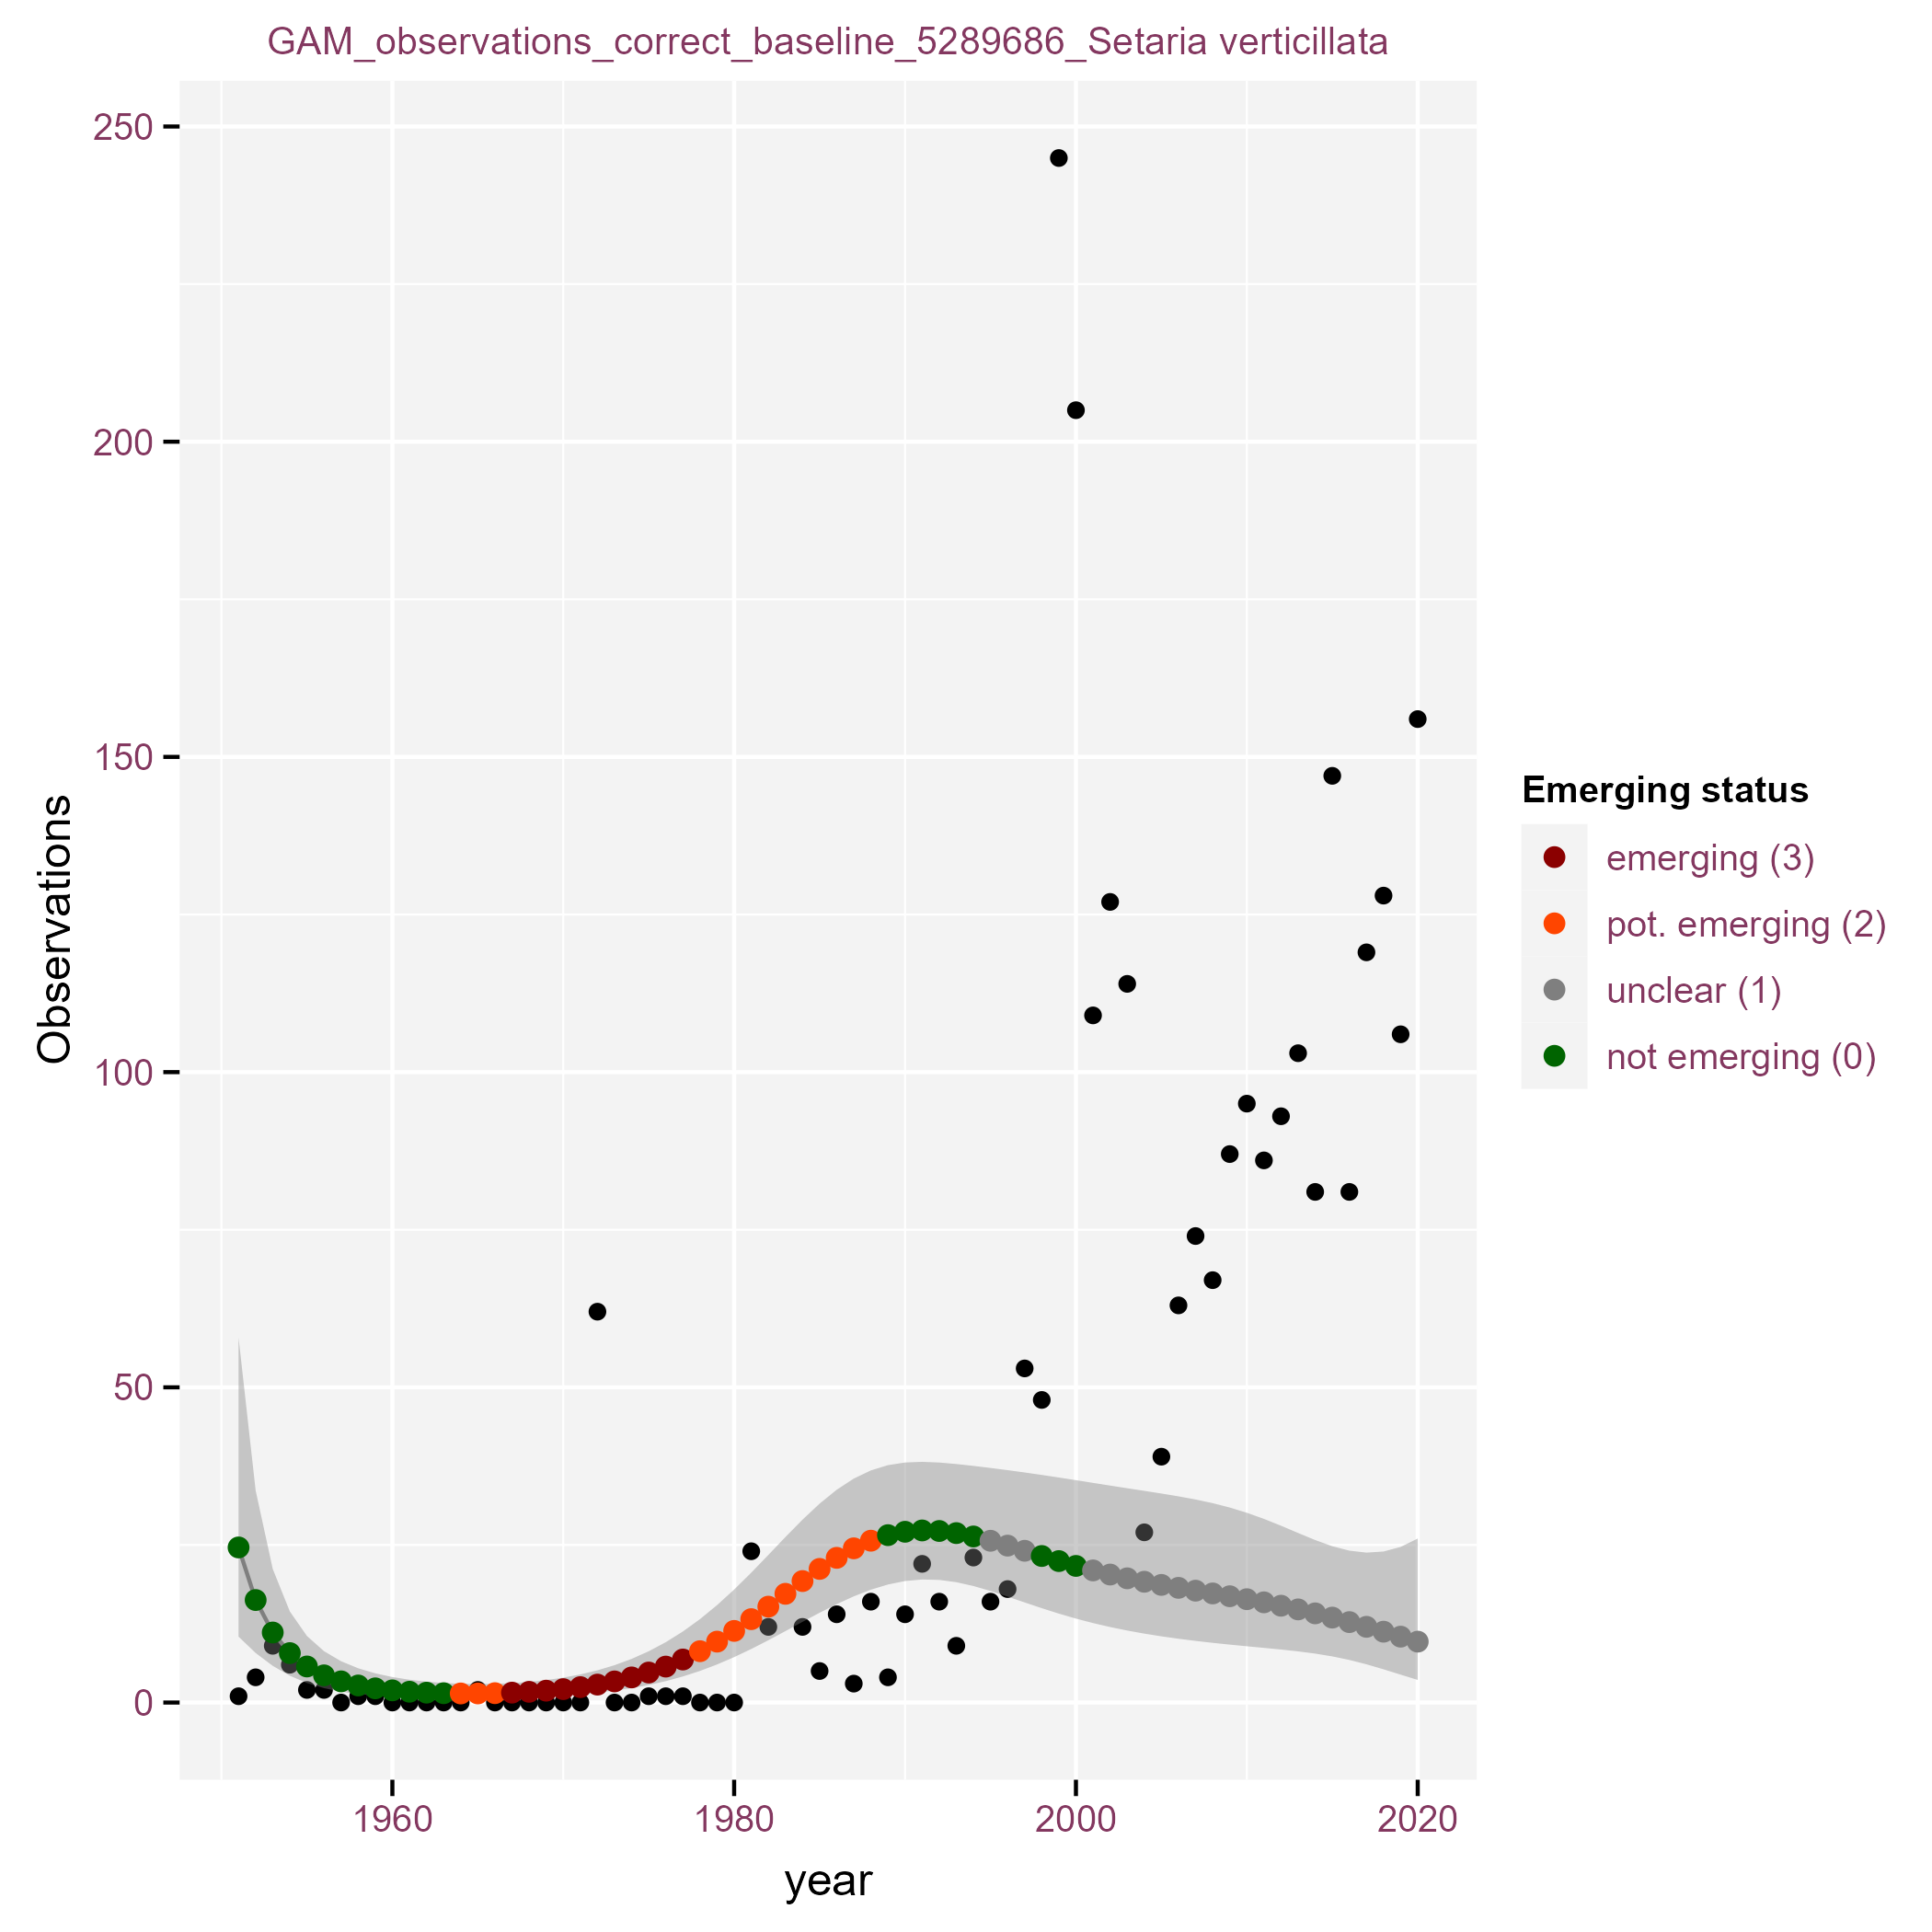 GAM_observations_correct_baseline_5289686_Setaria verticillata
250
200
150
100
50
0
Observations
1960
1980
2000
2020
year
Emerging status
emerging (3)
pot. emerging (2)
unclear (1)
not emerging (0)